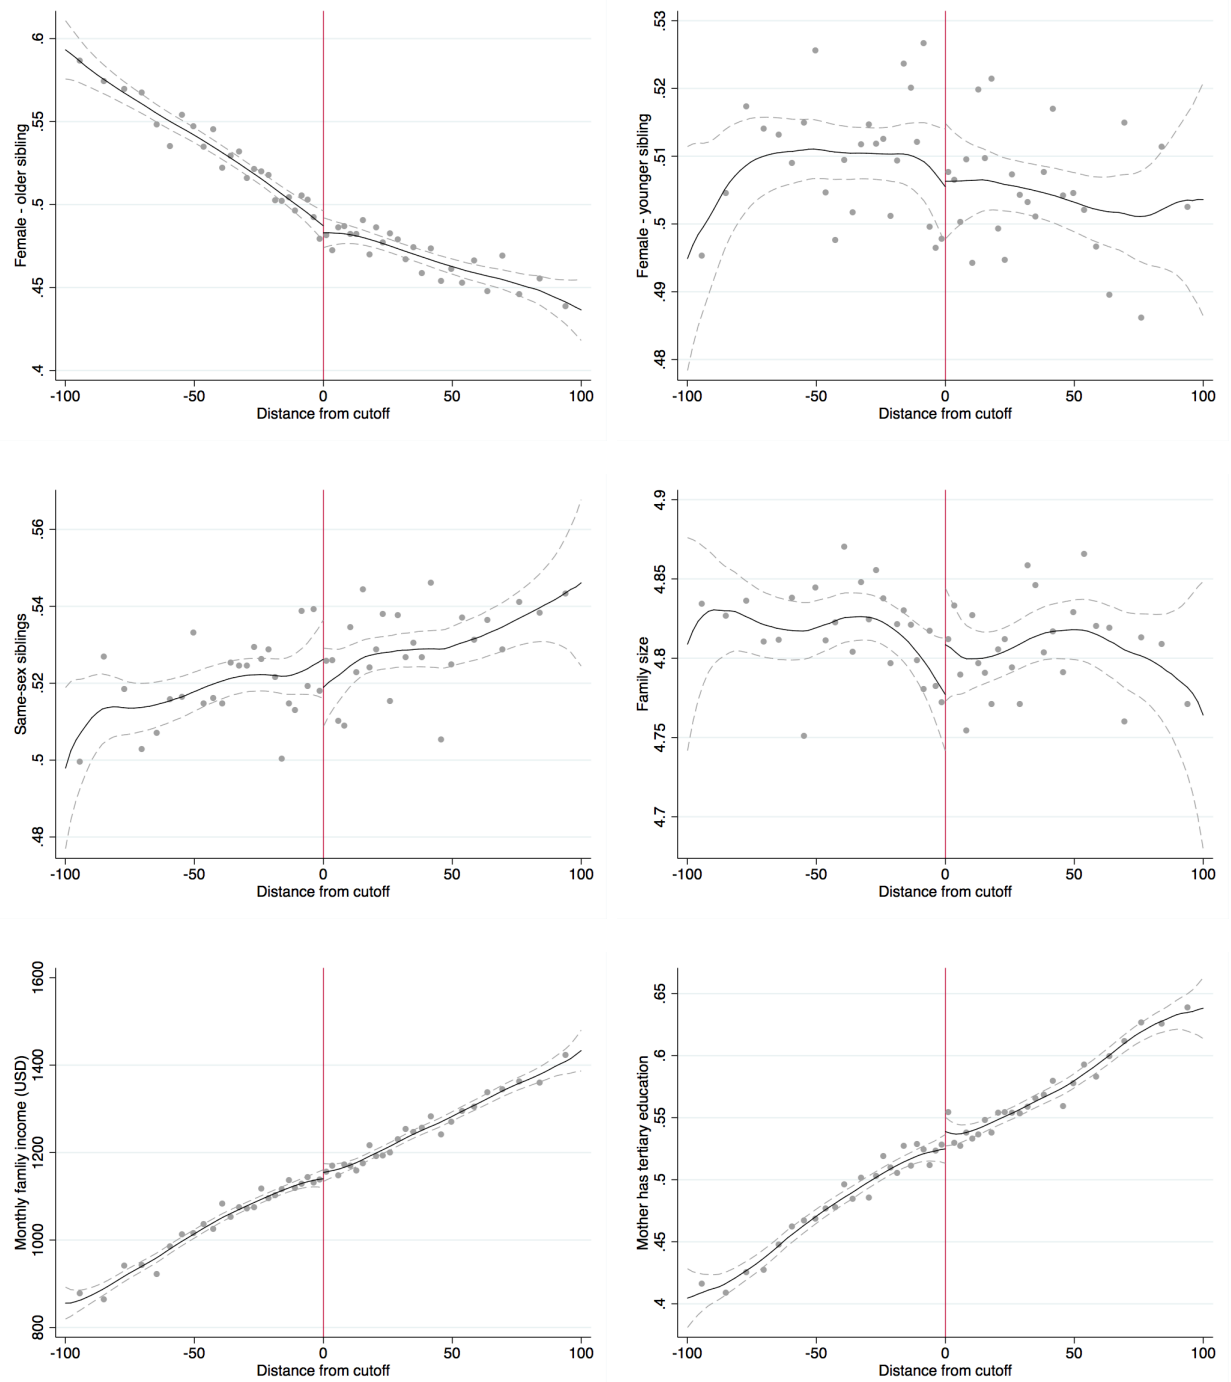 Female - older sibling
.6
.55
.5
.45
.4
-100 -50 0 50 100
Distance from cutoff
Female - younger sibling
.53
.52
.51
.5
.49
.48
-100 -50 0 50 100
Distance from cutoff
Same-sex siblings
.56
.54
.52
.5
.48
-100 -50 0 50 100
Distance from cutoff
Family size
4.9
4.85
4.8
4.75
4.7
-100 -50 0 50 100
Distance from cutoff
Monthly famliy income (USD)
1600
1400
1200
1000
800
-100 -50 0 50 100
Distance from cutoff
Mother has tertiary education
.65
.6
.55
.5
.45
.4
-100 -50 0 50 100
Distance from cutoff